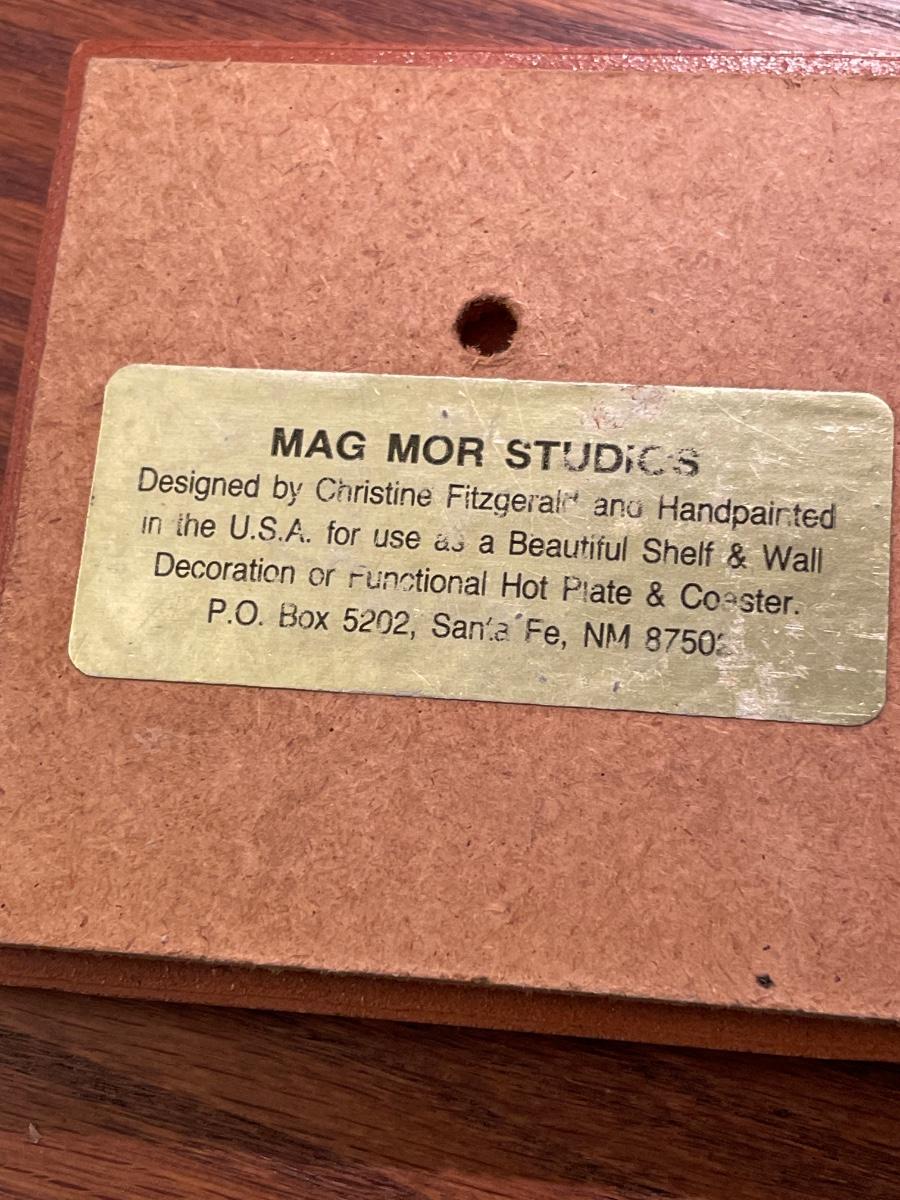 MAG MOR STUDIOS
Designed by Christine Fitzgerald and Handpainted
in the U.S.A. for use as a Beautiful Shelf & Wall
Decoration or Functional Hot Plate & Coaster.
P.O. Box 5202, Santa Fe, NM 87502